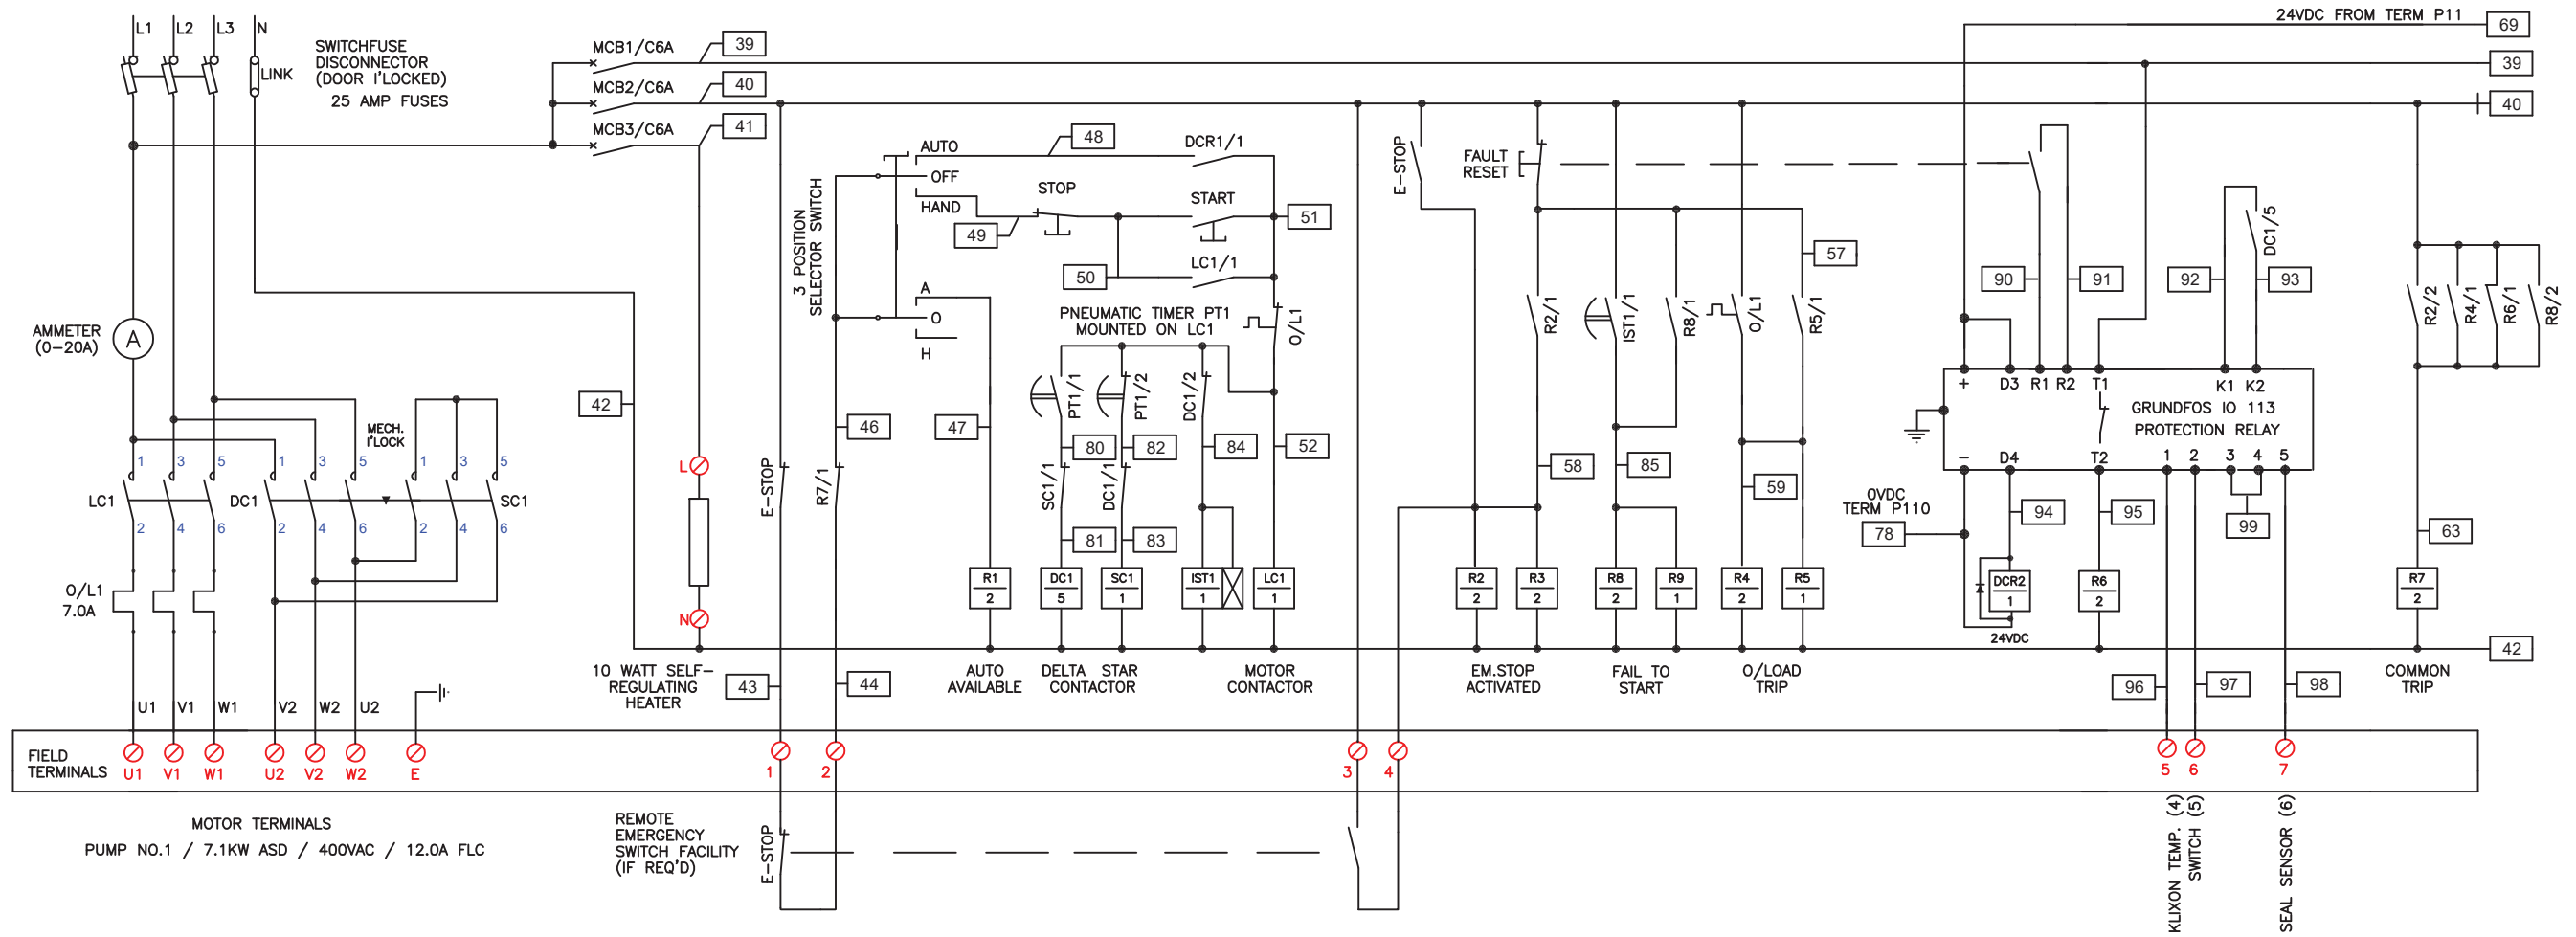 L1 L2 L3 N
SWITCHFUSE
DISCONNECTOR
(DOOR I'LOCKED)
25 AMP FUSES
LINK
MCB1/C6A
39
MCB2/C6A
40
MCB3/C6A
41
24VDC FROM TERM P11
69
39
40
AMMETER
(0-20A)
A
MECH.
I'LOCK
1 3 5 1 3 5 1 3 5
LC1 DC1 SC1
2 4 6 2 4 6 2 4 6
O/L1
7.0A
42
L
N
10 WATT SELF-
REGULATING
HEATER
3 POSITION
SELECTOR SWITCH
AUTO
OFF
HAND
48
DCR1/1
STOP
START
49
51
50
LC1/1
A
O
H
PNEUMATIC TIMER PT1
MOUNTED ON LC1
O/L1
PT1/1
PT1/2
DC1/2
46
47
80
82
84
52
E-STOP
R7/1
SC1/1
DC1/1
81
83
R1
2
DC1
5
SC1
1
IST1
1
LC1
1
43
44
AUTO
AVAILABLE
DELTA STAR
CONTACTOR
MOTOR
CONTACTOR
E-STOP
FAULT
RESET
57
R2/1
IST1/1
R8/1
O/L1
R5/1
58
85
59
R2
2
R3
2
R8
2
R9
1
R4
2
R5
1
EM.STOP
ACTIVATED
FAIL TO
START
O/LOAD
TRIP
90
91
92
93
DC1/5
+ D3 R1 R2 T1 K1 K2
GRUNDFOS IO 113
PROTECTION RELAY
- D4 T2 1 2 3 4 5
0VDC
TERM P110
78
94
95
99
DCR2
1
24VDC
R6
2
96
97
98
R2/2
R4/1
R6/1
R8/2
63
R7
2
42
COMMON
TRIP
U1 V1 W1 V2 W2 U2
FIELD
TERMINALS
U1 V1 W1 U2 V2 W2 E
1 2 3 4 5 6 7
MOTOR TERMINALS
PUMP NO.1 / 7.1KW ASD / 400VAC / 12.0A FLC
REMOTE
EMERGENCY
SWITCH FACILITY
(IF REQ'D)
E-STOP
KLIXON TEMP. (4)
SWITCH (5)
SEAL SENSOR (6)